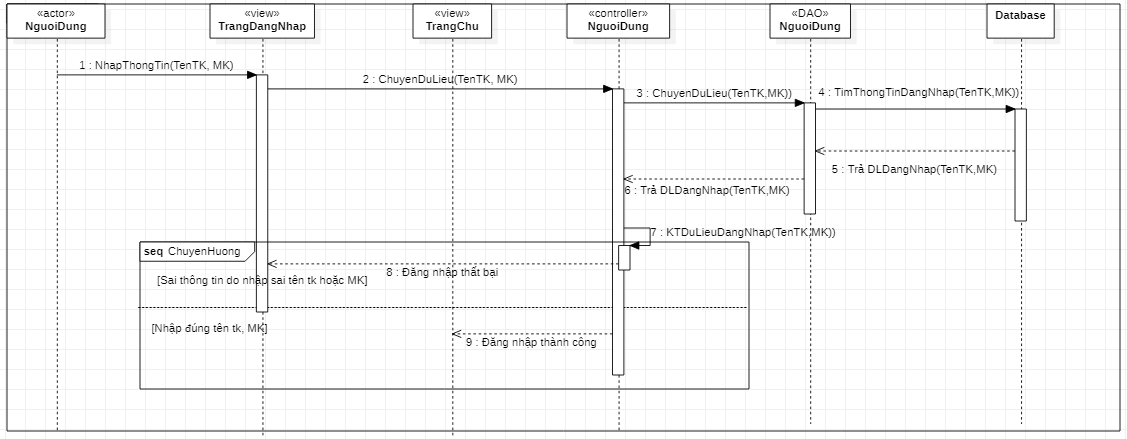 «actor»
NguoiDung
«view»
TrangDangNhap
«view»
TrangChu
«controller»
NguoiDung
«DAO»
NguoiDung
Database
1 : NhapThongTin(TenTK, MK)
2 : ChuyenDuLieu(TenTK, MK)
3 : ChuyenDuLieu(TenTK,MK))
4 : TimThongTinDangNhap(TenTK,MK))
5 : Trả DLDangNhap(TenTK,MK)
6 : Trả DLDangNhap(TenTK,MK)
7 : KTDuLieuDangNhap(TenTK,MK))
seq ChuyenHuong
8 : Đăng nhập thất bại
[Sai thông tin do nhập sai tên tk hoặc MK]
[Nhập đúng tên tk, MK]
9 : Đăng nhập thành công